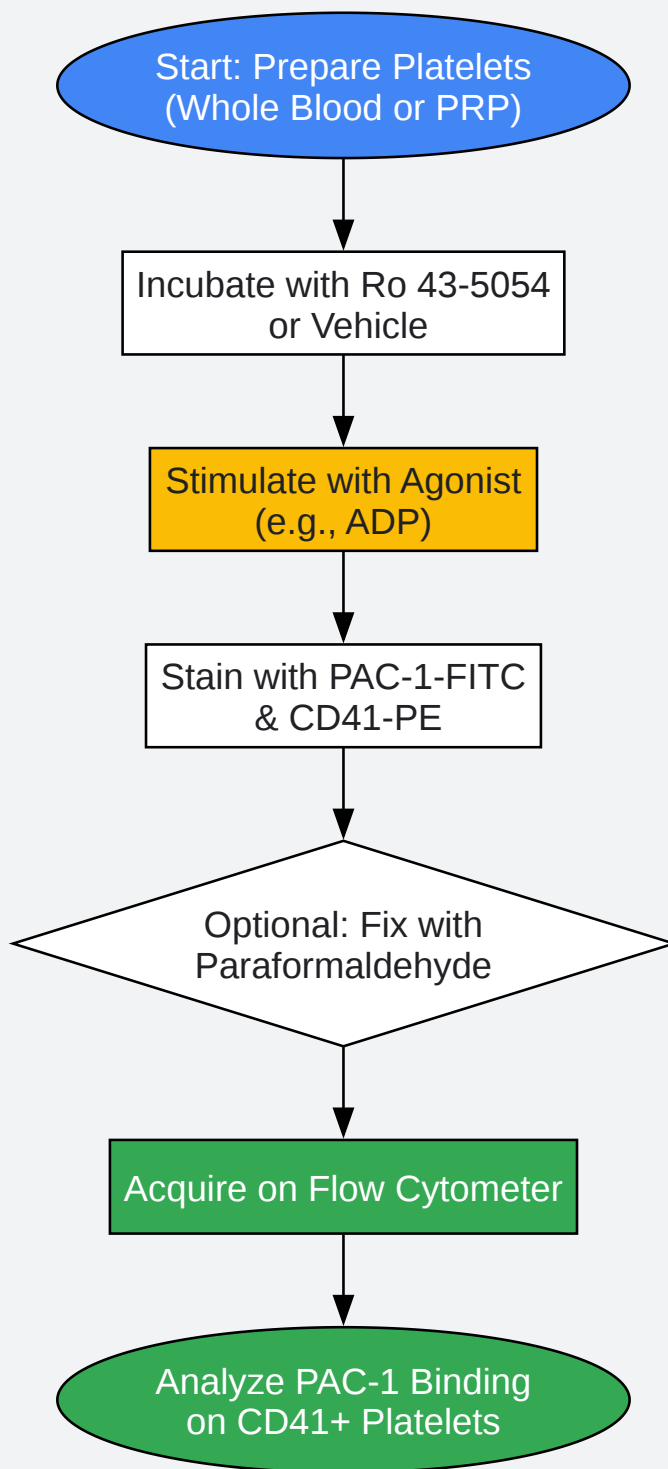 Start: Prepare Platelets
(Whole Blood or PRP)
Incubate with Ro 43-5054
or Vehicle
Stimulate with Agonist
(e.g., ADP)
Stain with PAC-1-FITC
& CD41-PE
Optional: Fix with
Paraformaldehyde
Acquire on Flow Cytometer
Analyze PAC-1 Binding
on CD41+ Platelets